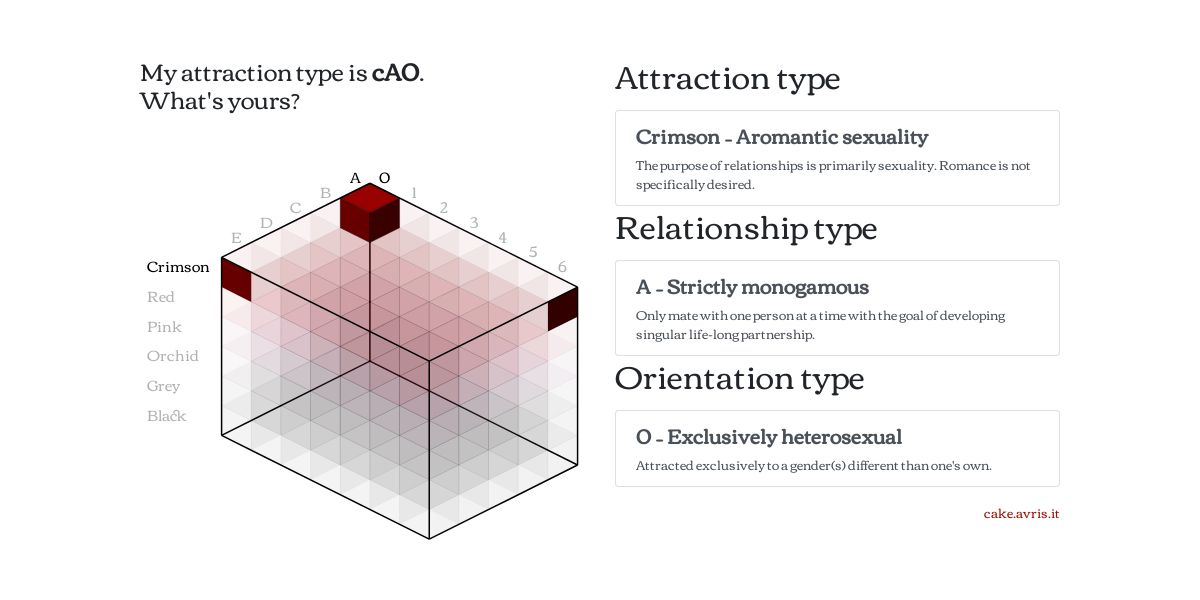 My attraction type is cAO.
What's yours?
A O
B 1
C 2
D 3
E 4
5
6
Crimson
Red
Pink
Orchid
Grey
Black
Attraction type
Crimson – Aromantic sexuality
The purpose of relationships is primarily sexuality. Romance is not
specifically desired.
Relationship type
A – Strictly monogamous
Only mate with one person at a time with the goal of developing
singular life-long partnership.
Orientation type
O – Exclusively heterosexual
Attracted exclusively to a gender(s) different than one's own.
cake.avris.it